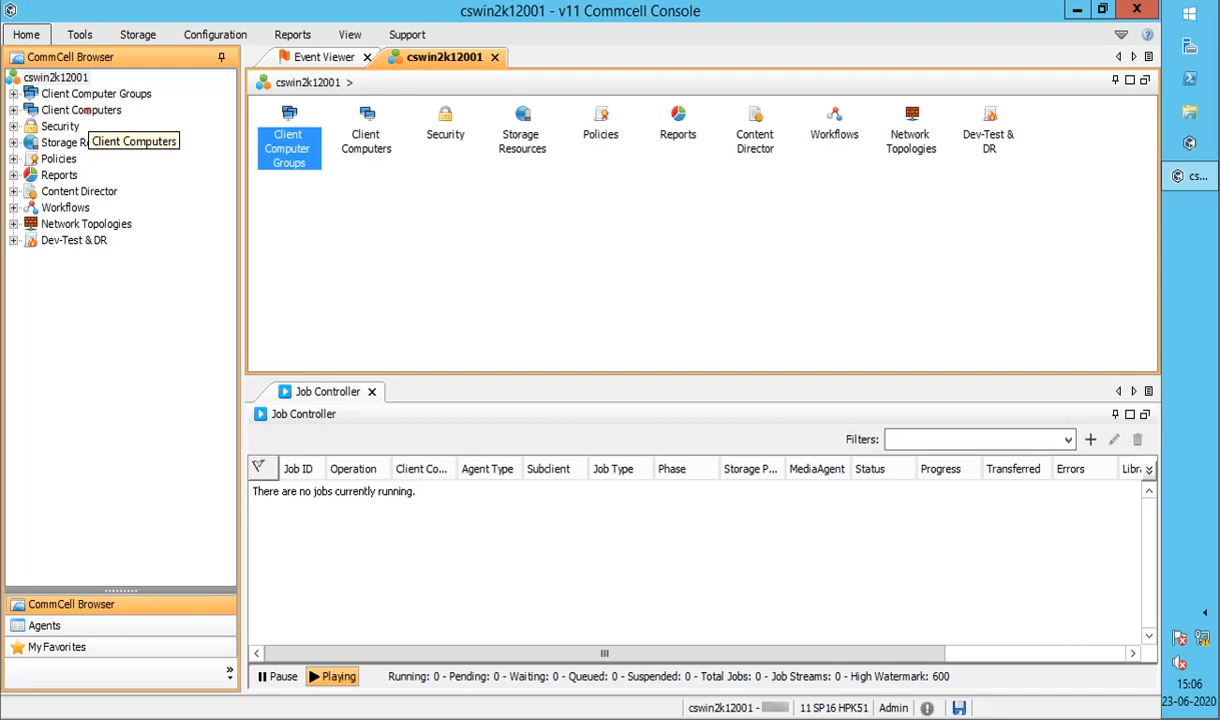 cswin2k12001 - v11 Commcell Console
Home Tools Storage Configuration Reports View Support
CommCell Browser
cswin2k12001
Client Computer Groups
Client Computers
Security
Storage R
Client Computers
Policies
Reports
Content Director
Workflows
Network Topologies
Dev-Test & DR
CommCell Browser
Agents
My Favorites
»
Event Viewer cswin2k12001
cswin2k12001 >
Client Computer Groups
Client Computers
Security
Storage Resources
Policies
Reports
Content Director
Workflows
Network Topologies
Dev-Test & DR
Job Controller
Job Controller
Filters:
Job ID Operation Client Co... Agent Type Subclient Job Type Phase Storage P... MediaAgent Status Progress Transferred Errors Libr
There are no jobs currently running.
Pause Playing Running: 0 - Pending: 0 - Waiting: 0 - Queued: 0 - Suspended: 0 - Total Jobs: 0 - Job Streams: 0 - High Watermark: 600
cswin2k12001 - 11 SP16 HPK51 Admin
cs...
15:06
23-06-2020